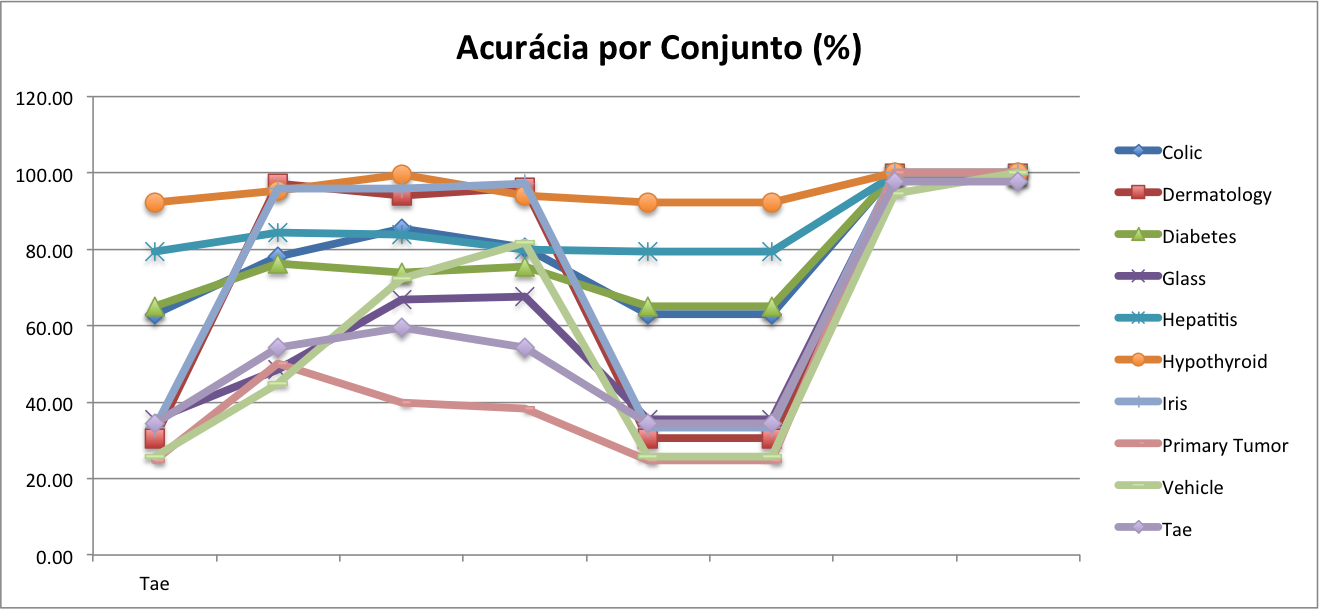 Acurácia por Conjunto (%)
120.00
100.00
80.00
60.00
40.00
20.00
0.00
Tae
Colic
Dermatology
Diabetes
Glass
Hepatitis
Hypothyroid
Iris
Primary Tumor
Vehicle
Tae